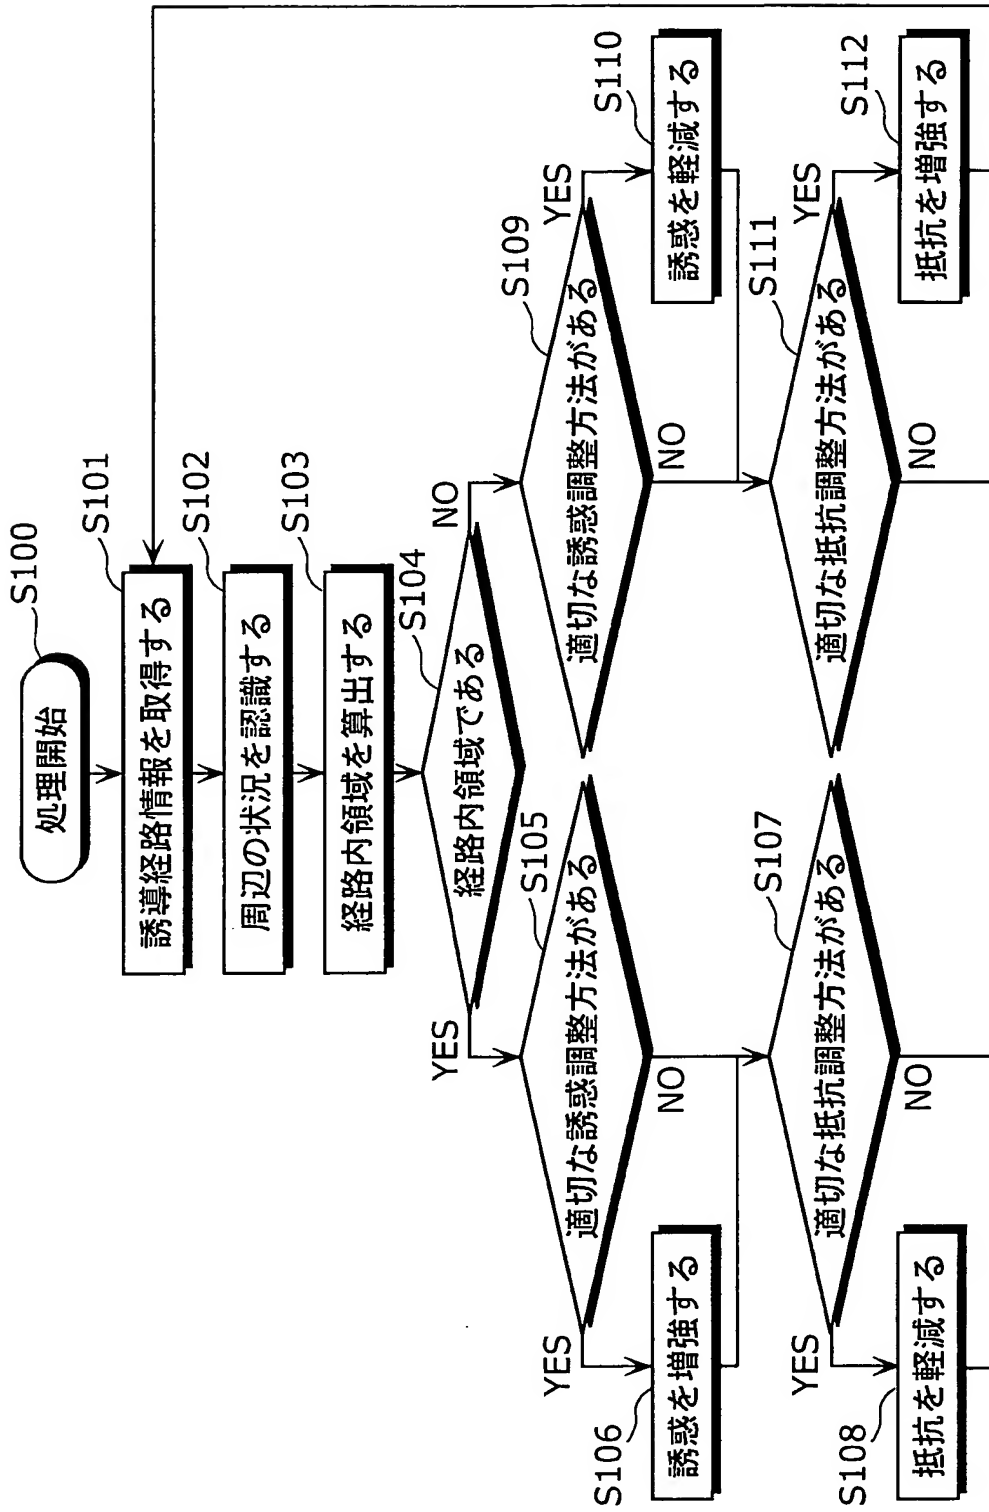 S100
処理開始
S101
誘導経路情報を取得する
S102
周辺の状況を認識する
S103
経路内領域を算出する
S104
経路内領域である
YES
NO
S105
適切な誘惑調整方法がある
YES
NO
S106
誘惑を増強する
S107
適切な抵抗調整方法がある
YES
NO
S108
抵抗を軽減する
S109
適切な誘惑調整方法がある
YES
NO
S110
誘惑を軽減する
S111
適切な抵抗調整方法がある
YES
NO
S112
抵抗を増強する